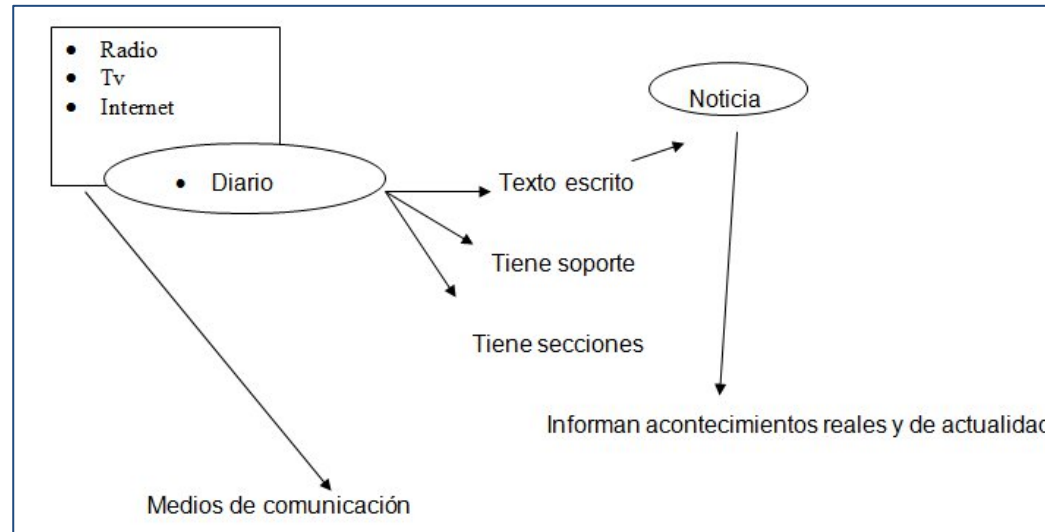 • Radio
• Tv
• Internet
Noticia
• Diario
Texto escrito
Tiene soporte
Tiene secciones
Informan acontecimientos reales y de actualidad
Medios de comunicación